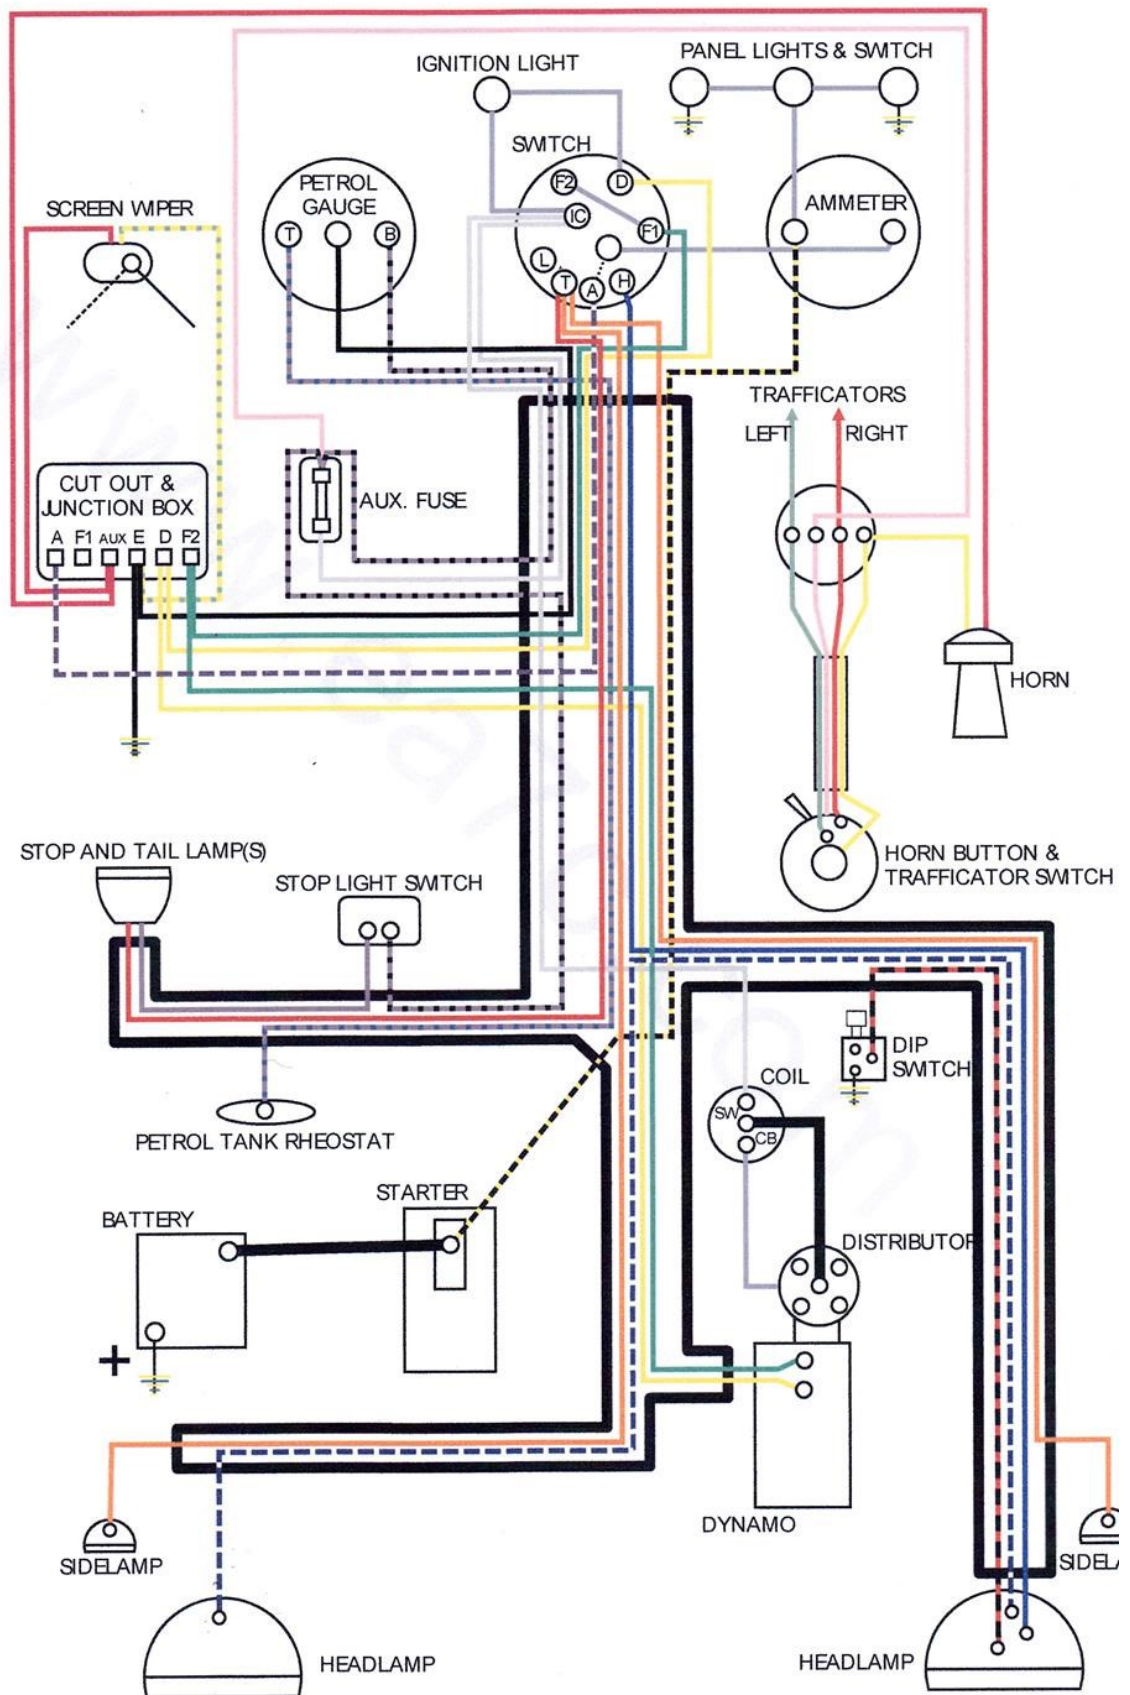 IGNITION LIGHT
PANEL LIGHTS & SWITCH
SWITCH
F2
D
IC
F1
L
T
A
H
PETROL
GAUGE
T
B
AMMETER
SCREEN WIPER
TRAFFICATORS
LEFT
RIGHT
CUT OUT &
JUNCTION BOX
A F1 AUX E D F2
AUX. FUSE
HORN
HORN BUTTON &
TRAFFICATOR SWITCH
STOP AND TAIL LAMP(S)
STOP LIGHT SWITCH
DIP
SWITCH
COIL
SW
CB
PETROL TANK RHEOSTAT
STARTER
BATTERY
DISTRIBUTOR
+
DYNAMO
SIDELAMP
SIDELA
HEADLAMP
HEADLAMP